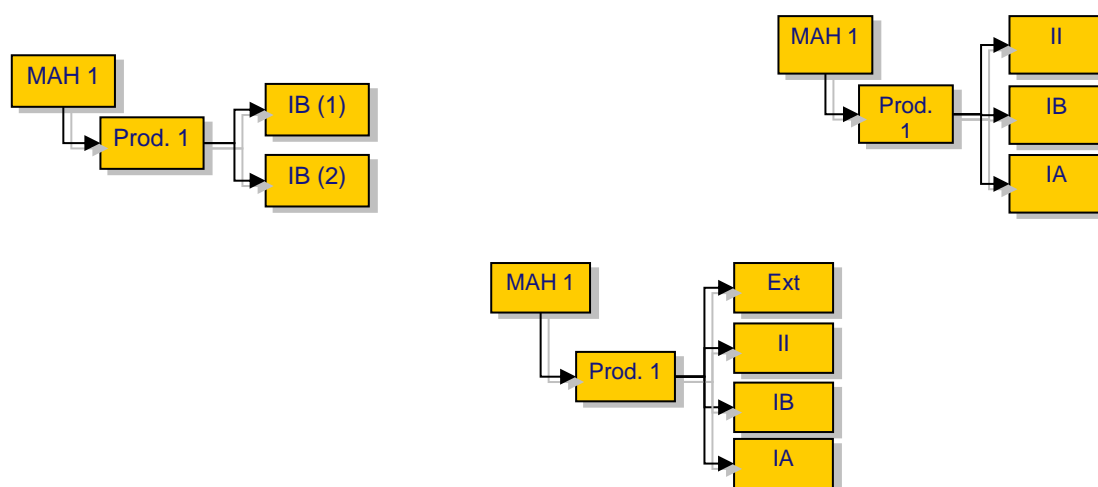 MAH 1
Prod. 1
IB (1)
IB (2)
MAH 1
Prod.
1
II
IB
IA
MAH 1
Prod. 1
Ext
II
IB
IA